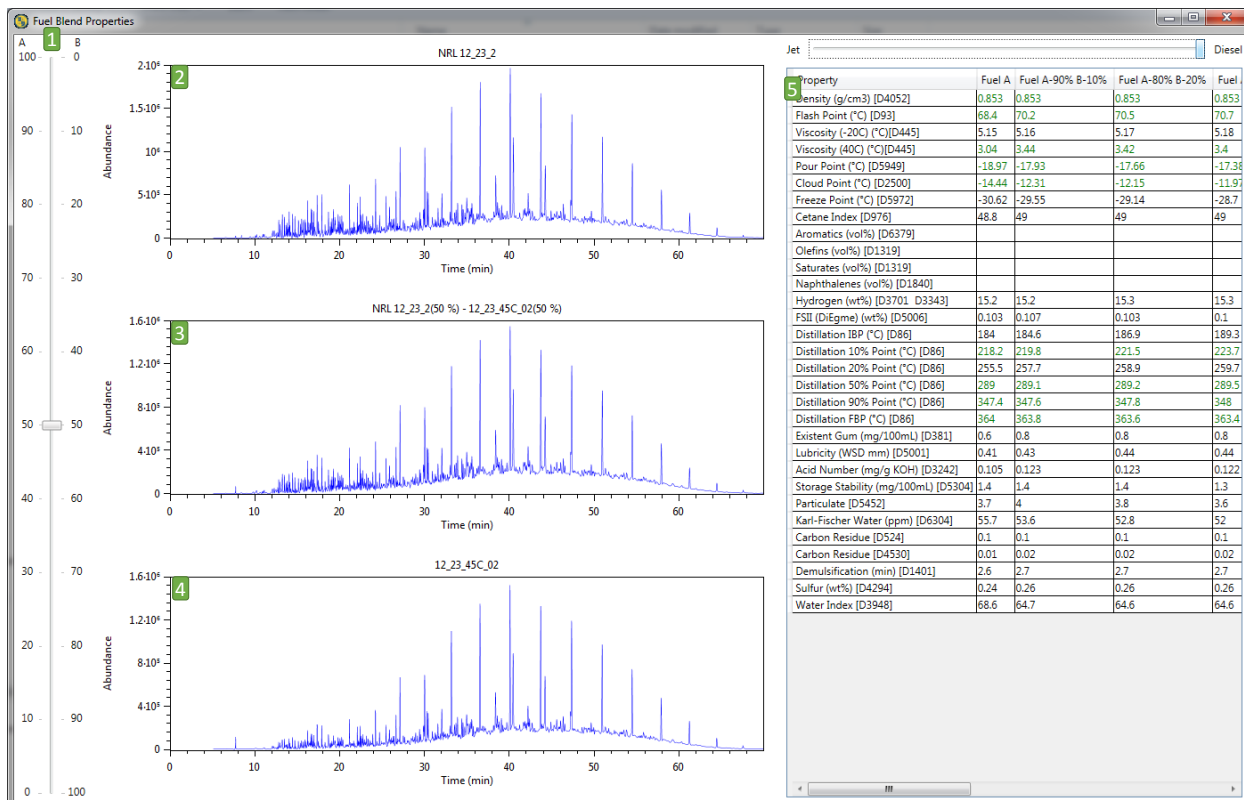 Fuel Blend Properties
A 1 B
100 - - 0
90 - - 10
80 - - 20
70 - - 30
60 - - 40
50 - - 50
40 - - 60
30 - - 70
20 - - 80
10 - - 90
0 - - 100
NRL 12_23_2
2
Abundance
2·10⁶
1.5·10⁶
10⁶
5·10⁵
0
0 10 20 30 40 50 60
Time (min)
NRL 12_23_2(50 %) - 12_23_45C_02(50 %)
3
Abundance
1.6·10⁶
1.2·10⁶
8·10⁵
4·10⁵
0
0 10 20 30 40 50 60
Time (min)
12_23_45C_02
4
Abundance
1.6·10⁶
1.2·10⁶
8·10⁵
4·10⁵
0
0 10 20 30 40 50 60
Time (min)
Jet Diesel
5
Property Fuel A Fuel A-90% B-10% Fuel A-80% B-20% Fuel
Density (g/cm3) [D4052] 0.853 0.853 0.853 0.853
Flash Point (°C) [D93] 68.4 70.2 70.5 70.7
Viscosity (-20C) (°C)[D445] 5.15 5.16 5.17 5.18
Viscosity (40C) (°C)[D445] 3.04 3.44 3.42 3.4
Pour Point (°C) [D5949] -18.97 -17.93 -17.66 -17.38
Cloud Point (°C) [D2500] -14.44 -12.31 -12.15 -11.97
Freeze Point (°C) [D5972] -30.62 -29.55 -29.14 -28.7
Cetane Index [D976] 48.8 49 49 49
Aromatics (vol%) [D6379]
Olefins (vol%) [D1319]
Saturates (vol%) [D1319]
Naphthalenes (vol%) [D1840]
Hydrogen (wt%) [D3701 D3343] 15.2 15.2 15.3 15.3
FSII (DiEgme) (wt%) [D5006] 0.103 0.107 0.103 0.1
Distillation IBP (°C) [D86] 184 184.6 186.9 189.3
Distillation 10% Point (°C) [D86] 218.2 219.8 221.5 223.7
Distillation 20% Point (°C) [D86] 255.5 257.7 258.9 259.7
Distillation 50% Point (°C) [D86] 289 289.1 289.2 289.5
Distillation 90% Point (°C) [D86] 347.4 347.6 347.8 348
Distillation FBP (°C) [D86] 364 363.8 363.6 363.4
Existent Gum (mg/100mL) [D381] 0.6 0.8 0.8 0.8
Lubricity (WSD mm) [D5001] 0.41 0.43 0.44 0.44
Acid Number (mg/g KOH) [D3242] 0.105 0.123 0.123 0.122
Storage Stability (mg/100mL) [D5304] 1.4 1.4 1.4 1.3
Particulate [D5452] 3.7 4 3.8 3.6
Karl-Fischer Water (ppm) [D6304] 55.7 53.6 52.8 52
Carbon Residue [D524] 0.1 0.1 0.1 0.1
Carbon Residue [D4530] 0.01 0.02 0.02 0.02
Demulsification (min) [D1401] 2.6 2.7 2.7 2.7
Sulfur (wt%) [D4294] 0.24 0.26 0.26 0.26
Water Index [D3948] 68.6 64.7 64.6 64.6